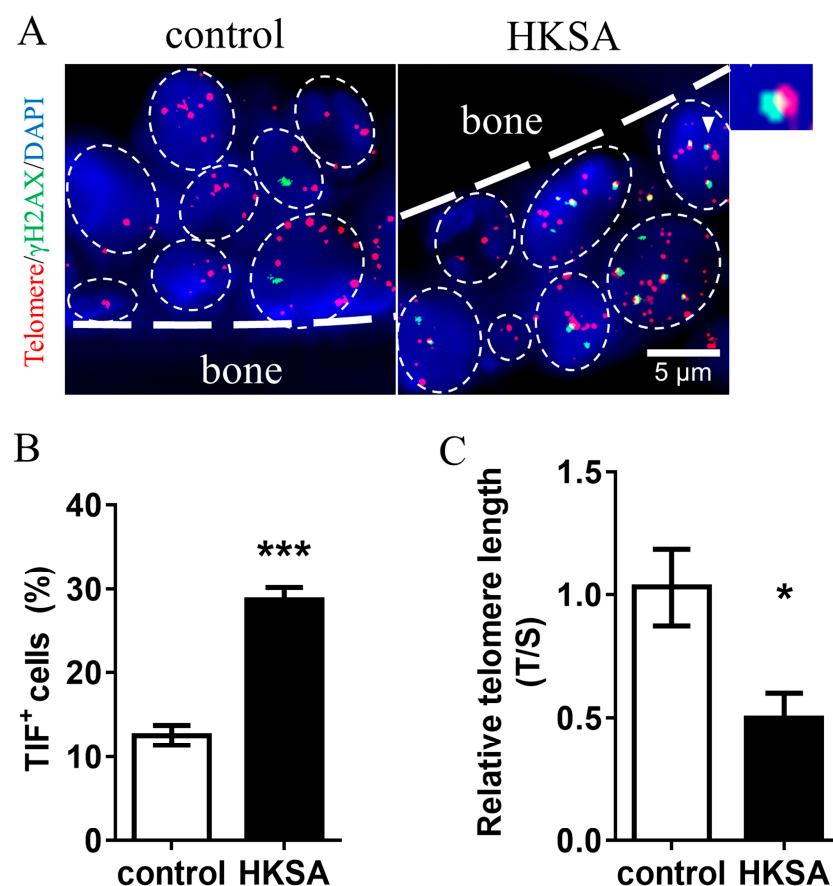 A
control
HKSA
Telomere/γH2AX/DAPI
bone
bone
5 μm
B
TIF⁺ cells (%)
40
30
20
10
0
***
control HKSA
C
Relative telomere length
(T/S)
1.5
1.0
0.5
0.0
*
control HKSA